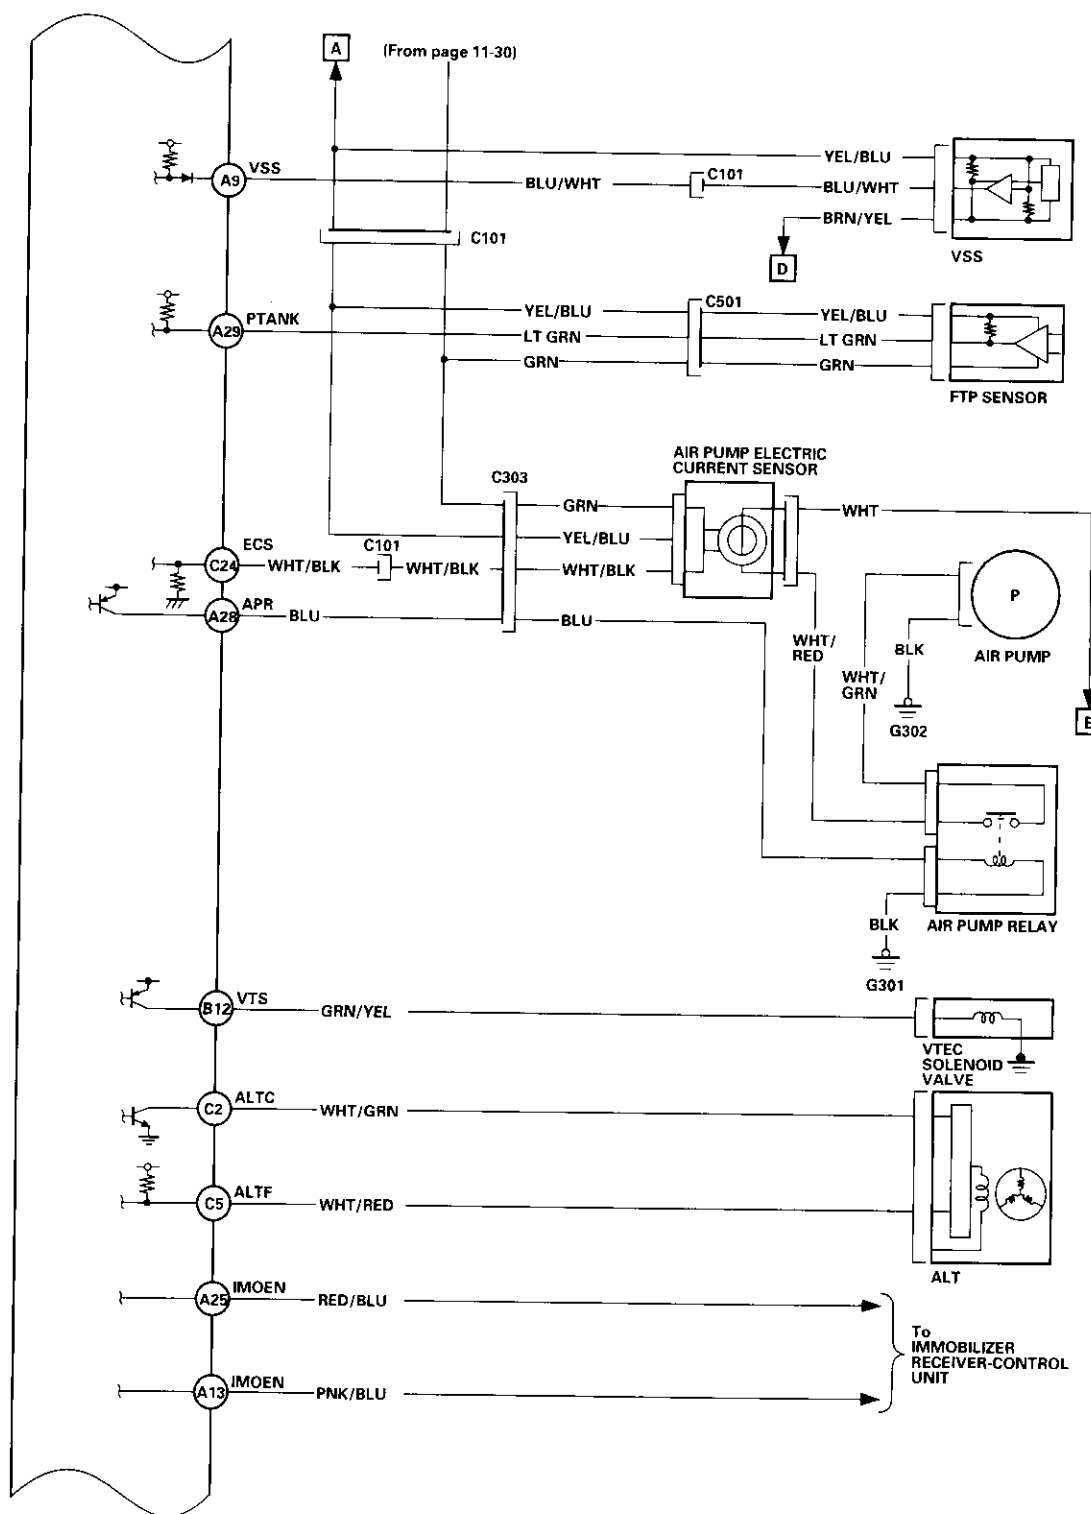 A
(From page 11-30)
A9
VSS
BLU/WHT
C101
YEL/BLU
BLU/WHT
BRN/YEL
VSS
D
C101
A29
PTANK
YEL/BLU
LT GRN
GRN
C501
YEL/BLU
LT GRN
GRN
FTP SENSOR
AIR PUMP ELECTRIC
CURRENT SENSOR
C303
GRN
YEL/BLU
WHT/BLK
BLU
WHT
C24
ECS
WHT/BLK
C101
WHT/BLK
A28
APR
BLU
WHT/
RED
WHT/
GRN
BLK
G302
P
AIR PUMP
BLK
G301
AIR PUMP RELAY
B12
VTS
GRN/YEL
VTEC
SOLENOID
VALVE
C2
ALTC
WHT/GRN
C5
ALTF
WHT/RED
ALT
A25
IMOEN
RED/BLU
A13
IMOEN
PNK/BLU
To
IMMOBILIZER
RECEIVER-CONTROL
UNIT